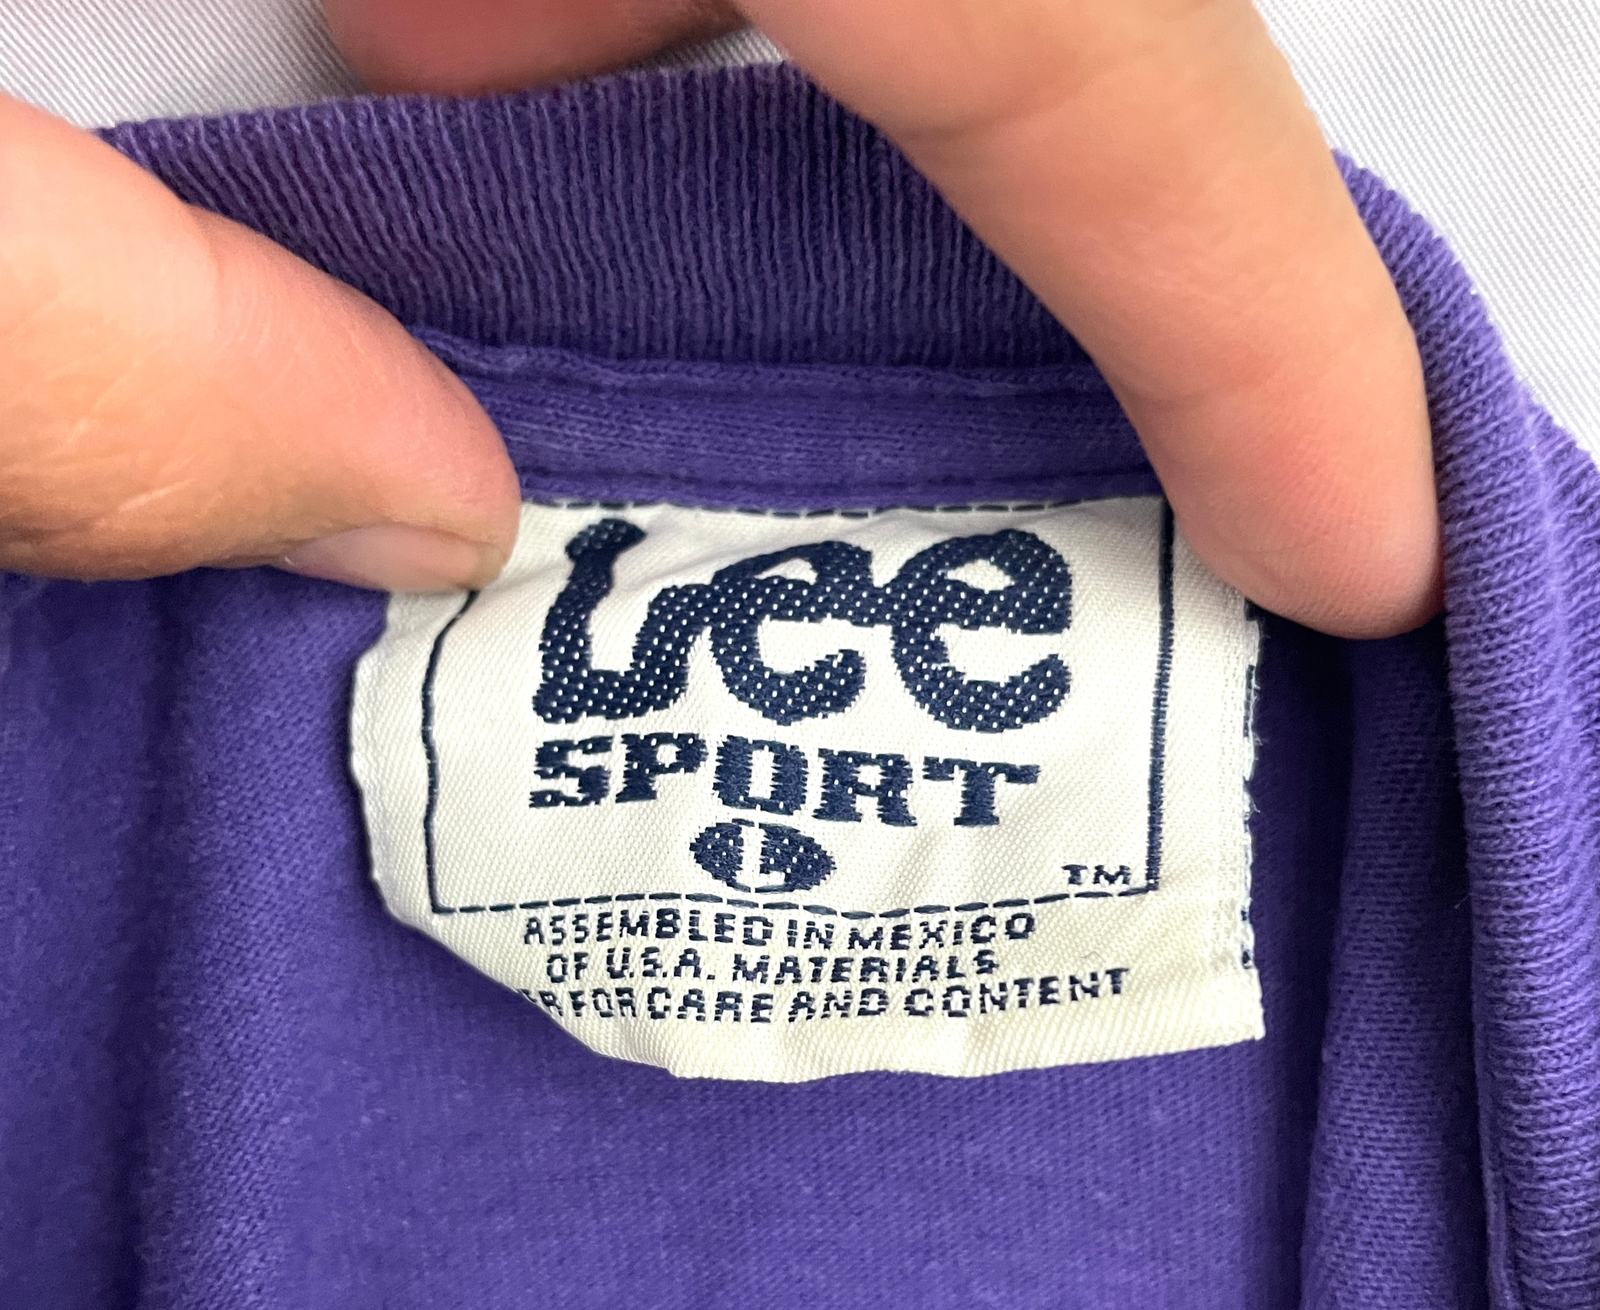 Lee
SPORT
L
TM
ASSEMBLED IN MEXICO
OF U.S.A. MATERIALS
FOR CARE AND CONTENT